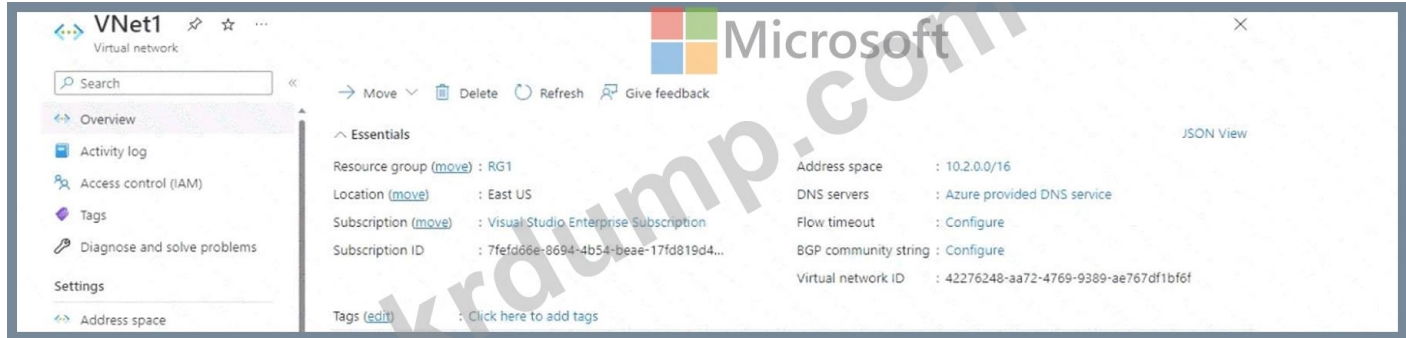 VNet1
...
Virtual network
Microsoft
Search
«
Overview
Activity log
Access control (IAM)
Tags
Diagnose and solve problems
Settings
Address space
Move
Delete
Refresh
Give feedback
Essentials
JSON View
Resource group (move) : RG1
Location (move) : East US
Subscription (move) : Visual Studio Enterprise Subscription
Subscription ID : 7fefd66e-8694-4b54-beae-17fd819d4...
Address space : 10.2.0.0/16
DNS servers : Azure provided DNS service
Flow timeout : Configure
BGP community string : Configure
Virtual network ID : 42276248-aa72-4769-9389-ae767df1bf6f
Tags (edit) : Click here to add tags
krdump.com